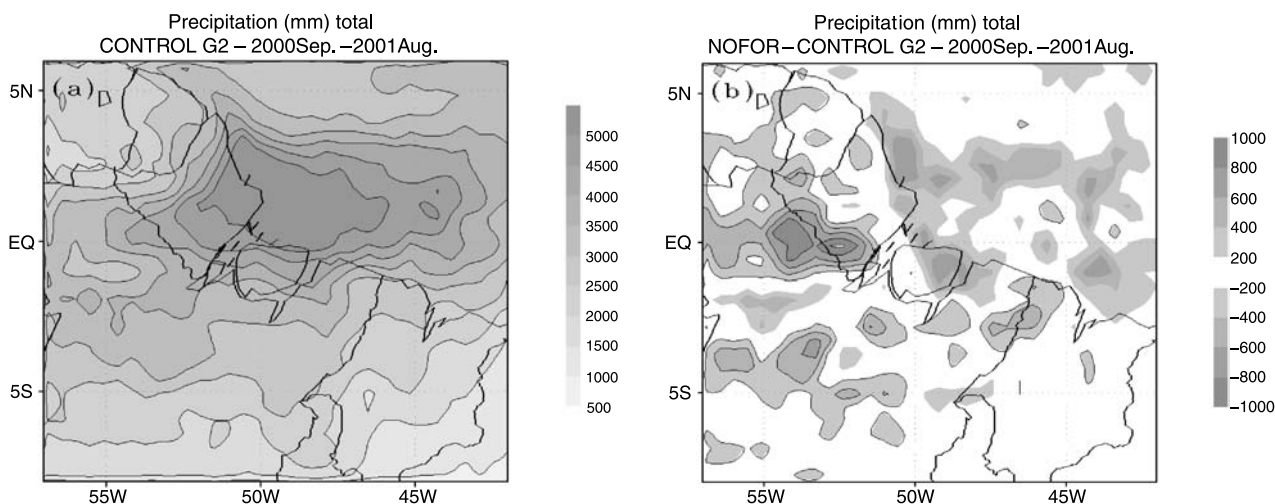 Precipitation (mm) total
CONTROL G2 – 2000Sep. –2001Aug.
(a)
5N
EQ
5S
55W
50W
45W
5000
4500
4000
3500
3000
2500
2000
1500
1000
500
Precipitation (mm) total
NOFOR–CONTROL G2 – 2000Sep. –2001Aug.
(b)
5N
EQ
5S
55W
50W
45W
1000
800
600
400
200
–200
–400
–600
–800
–1000